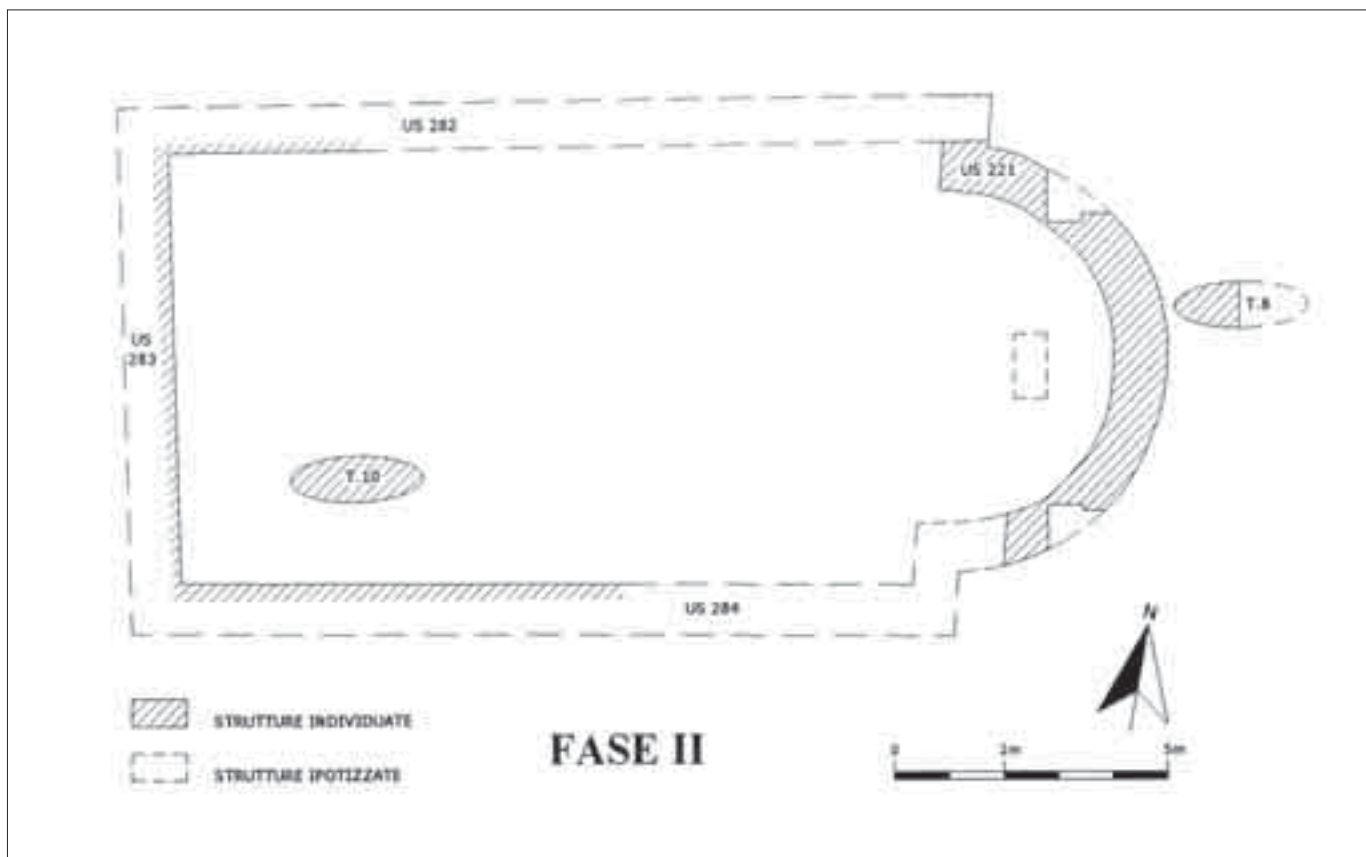 US 282
US 221
T.8
US
283
T.10
US 284
N
STRUTTURE INDIVIDUATE
STRUTTURE IPOTIZZATE
FASE II
0 2m 5m